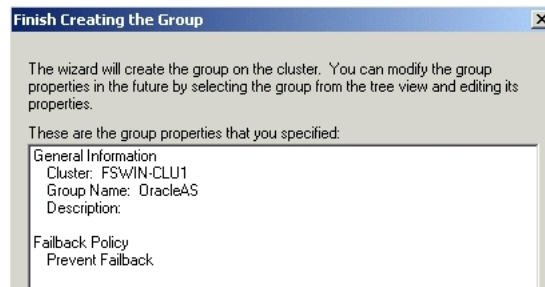 Finish Creating the Group
The wizard will create the group on the cluster. You can modify the group
properties in the future by selecting the group from the tree view and editing its
properties.
These are the group properties that you specified:
General Information
Cluster: FSWIN-CLU1
Group Name: OracleAS
Description:
Failback Policy
Prevent Failback